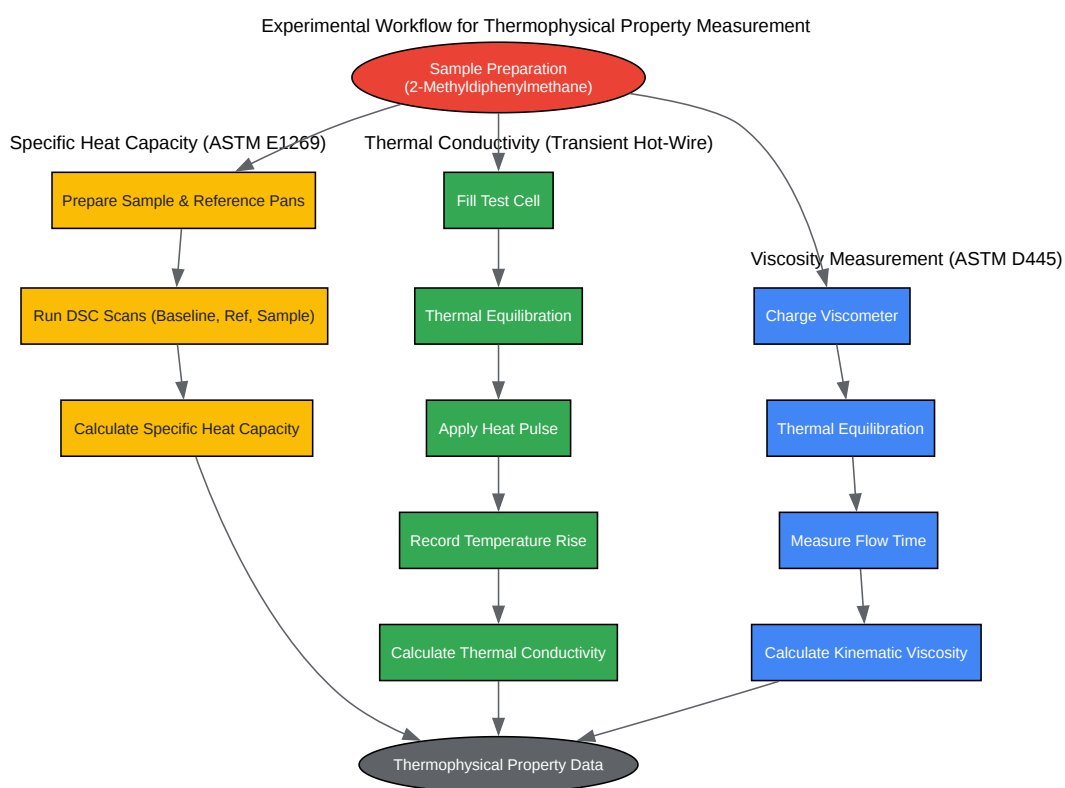 Experimental Workflow for Thermophysical Property Measurement
Sample Preparation
(2-Methyldiphenylmethane)
Specific Heat Capacity (ASTM E1269)
Prepare Sample & Reference Pans
Run DSC Scans (Baseline, Ref, Sample)
Calculate Specific Heat Capacity
Thermal Conductivity (Transient Hot-Wire)
Fill Test Cell
Thermal Equilibration
Apply Heat Pulse
Record Temperature Rise
Calculate Thermal Conductivity
Viscosity Measurement (ASTM D445)
Charge Viscometer
Thermal Equilibration
Measure Flow Time
Calculate Kinematic Viscosity
Thermophysical Property Data